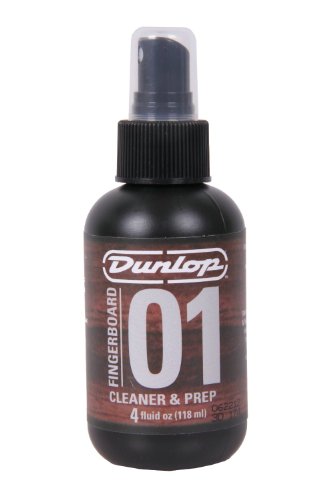 Dunlop
FINGERBOARD
01
CLEANER & PREP
4 fluid oz (118 ml)